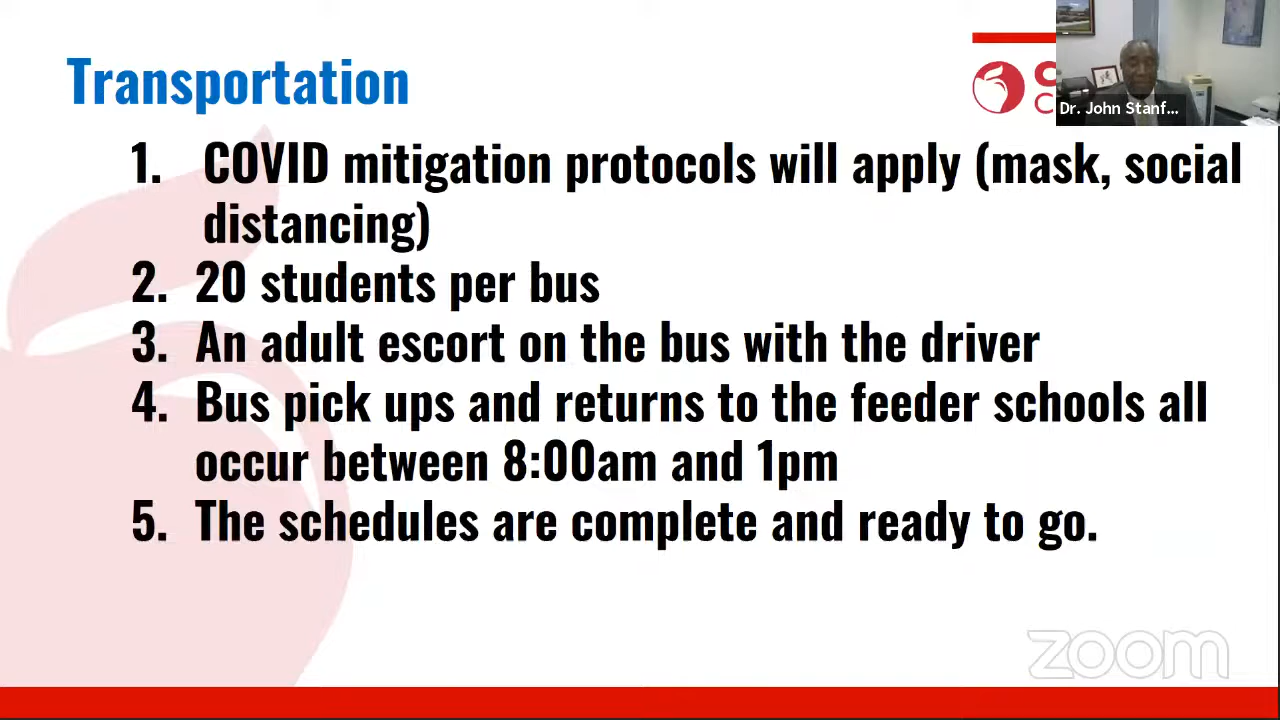 Transportation
Dr. John Stanf...
1. COVID mitigation protocols will apply (mask, social
distancing)
2. 20 students per bus
3. An adult escort on the bus with the driver
4. Bus pick ups and returns to the feeder schools all
occur between 8:00am and 1pm
5. The schedules are complete and ready to go.
zoom